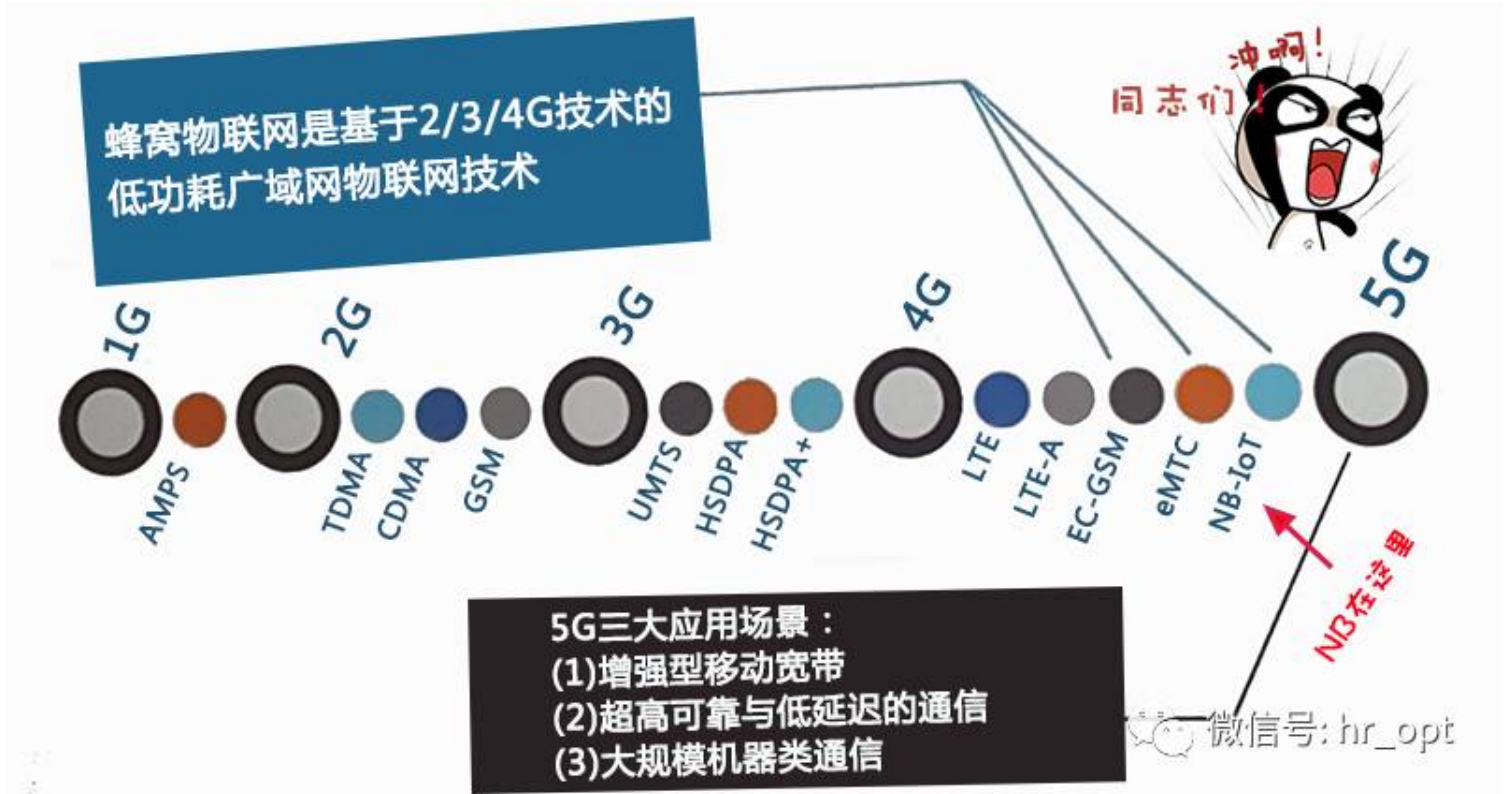 冲啊!
同志们!
蜂窝物联网是基于2/3/4G技术的
低功耗广域网物联网技术
1G
2G
3G
4G
5G
AMPS
TDMA
CDMA
GSM
UMTS
HSDPA
HSDPA+
LTE
LTE-A
EC-GSM
eMTC
NB-IoT
NB在这里
5G三大应用场景:
(1)增强型移动宽带
(2)超高可靠与低延迟的通信
(3)大规模机器类通信
微信号: hr_opt